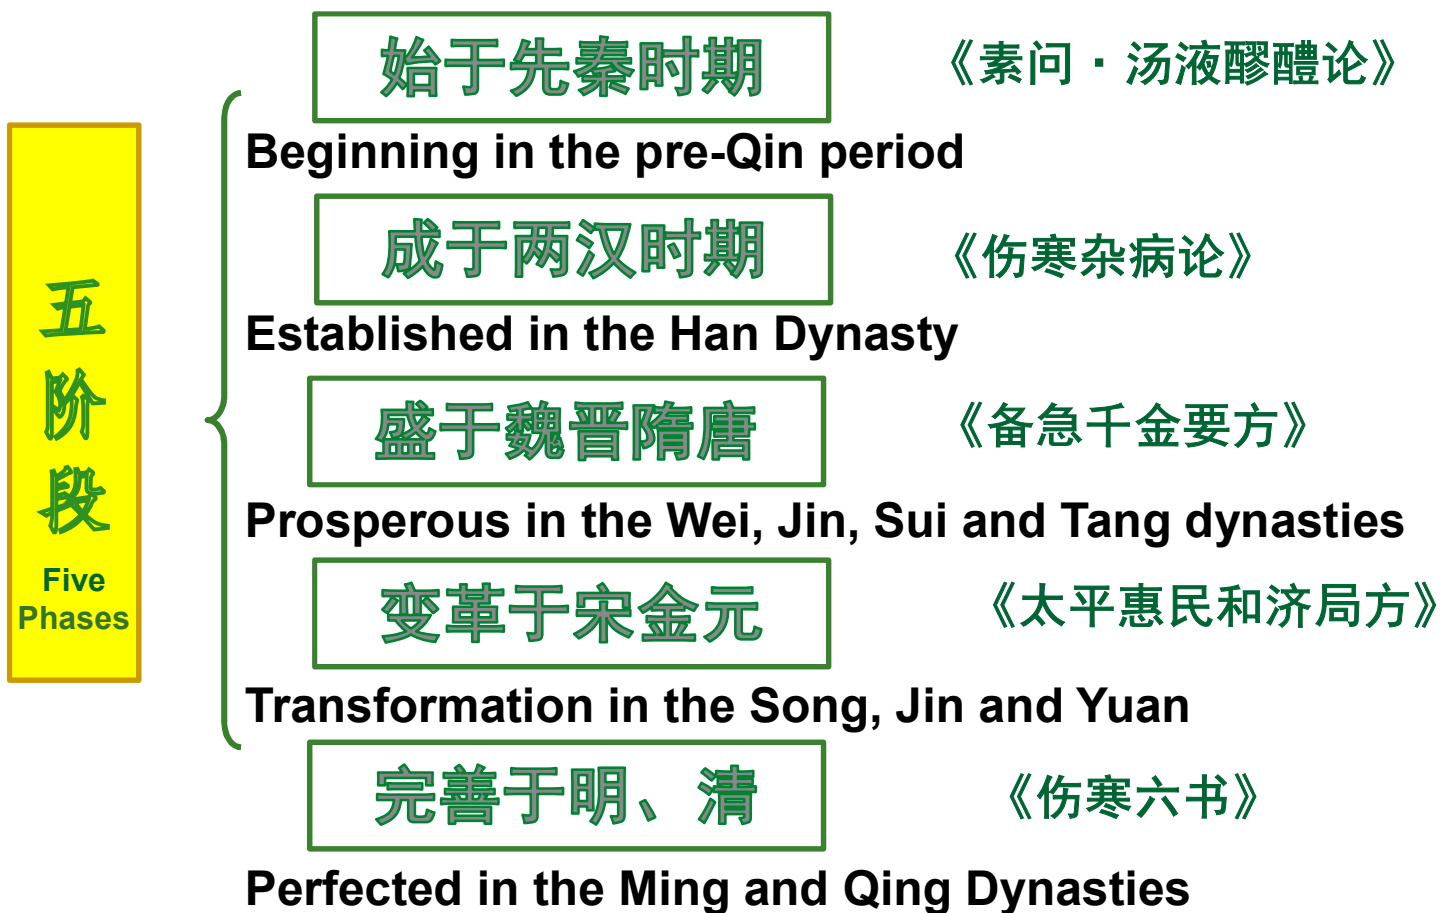 五
阶
段
Five
Phases
始于先秦时期
《素问·汤液醪醴论》
Beginning in the pre-Qin period
成于两汉时期
《伤寒杂病论》
Established in the Han Dynasty
盛于魏晋隋唐
《备急千金要方》
Prosperous in the Wei, Jin, Sui and Tang dynasties
变革于宋金元
《太平惠民和济局方》
Transformation in the Song, Jin and Yuan
完善于明、清
《伤寒六书》
Perfected in the Ming and Qing Dynasties